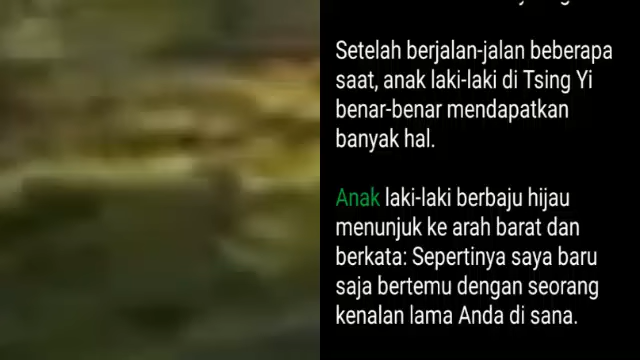 Setelah berjalan-jalan beberapa
saat, anak laki-laki di Tsing Yi
benar-benar mendapatkan
banyak hal.
Anak laki-laki berbaju hijau
menunjuk ke arah barat dan
berkata: Sepertinya saya baru
saja bertemu dengan seorang
kenalan lama Anda di sana.